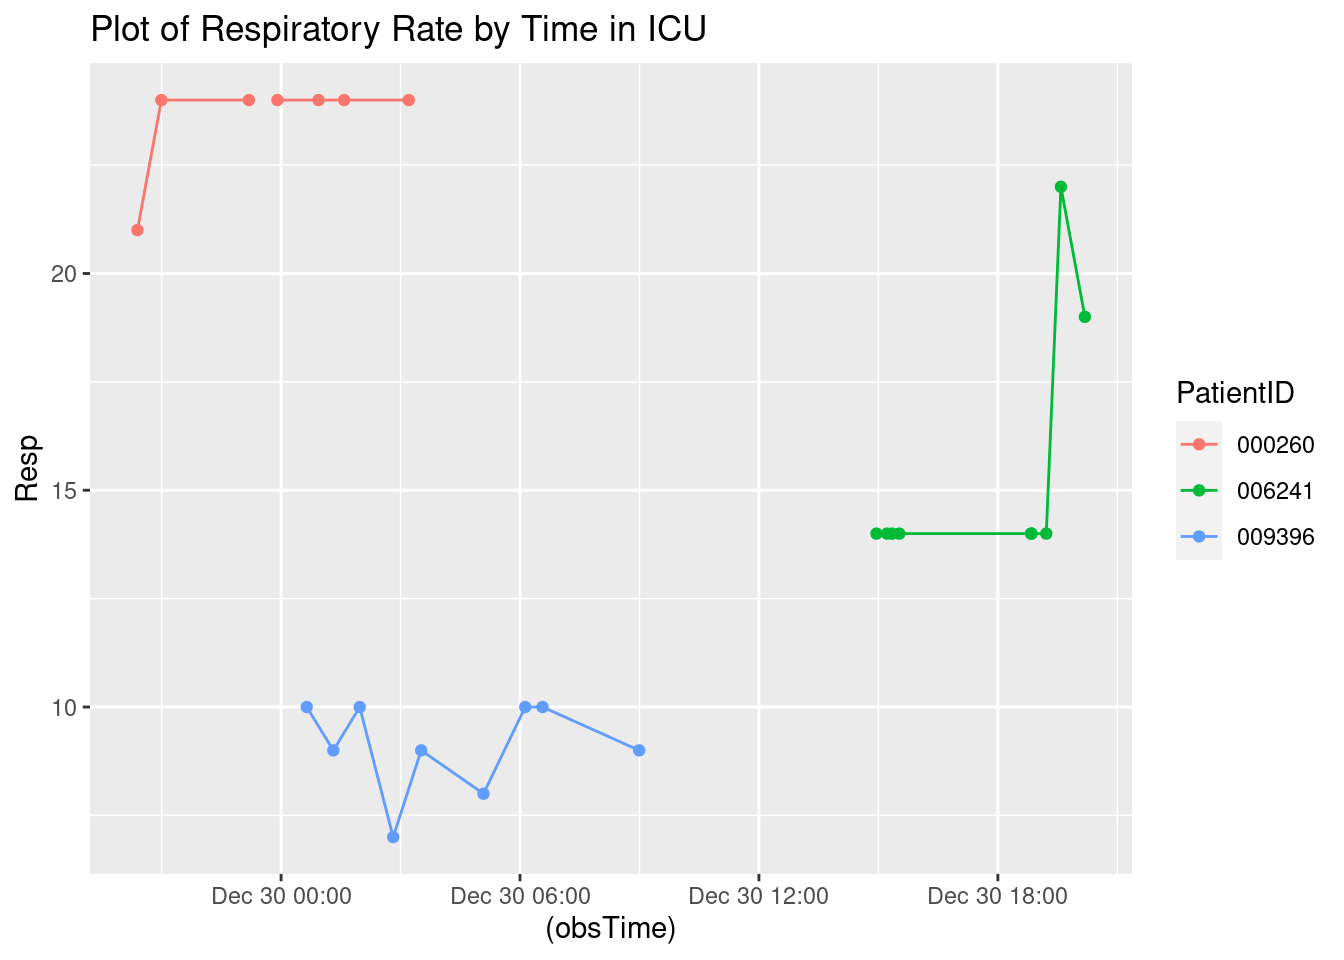 Plot of Respiratory Rate by Time in ICU
Resp
20
15
10
Dec 30 00:00
Dec 30 06:00
Dec 30 12:00
Dec 30 18:00
(obsTime)
PatientID
000260
006241
009396